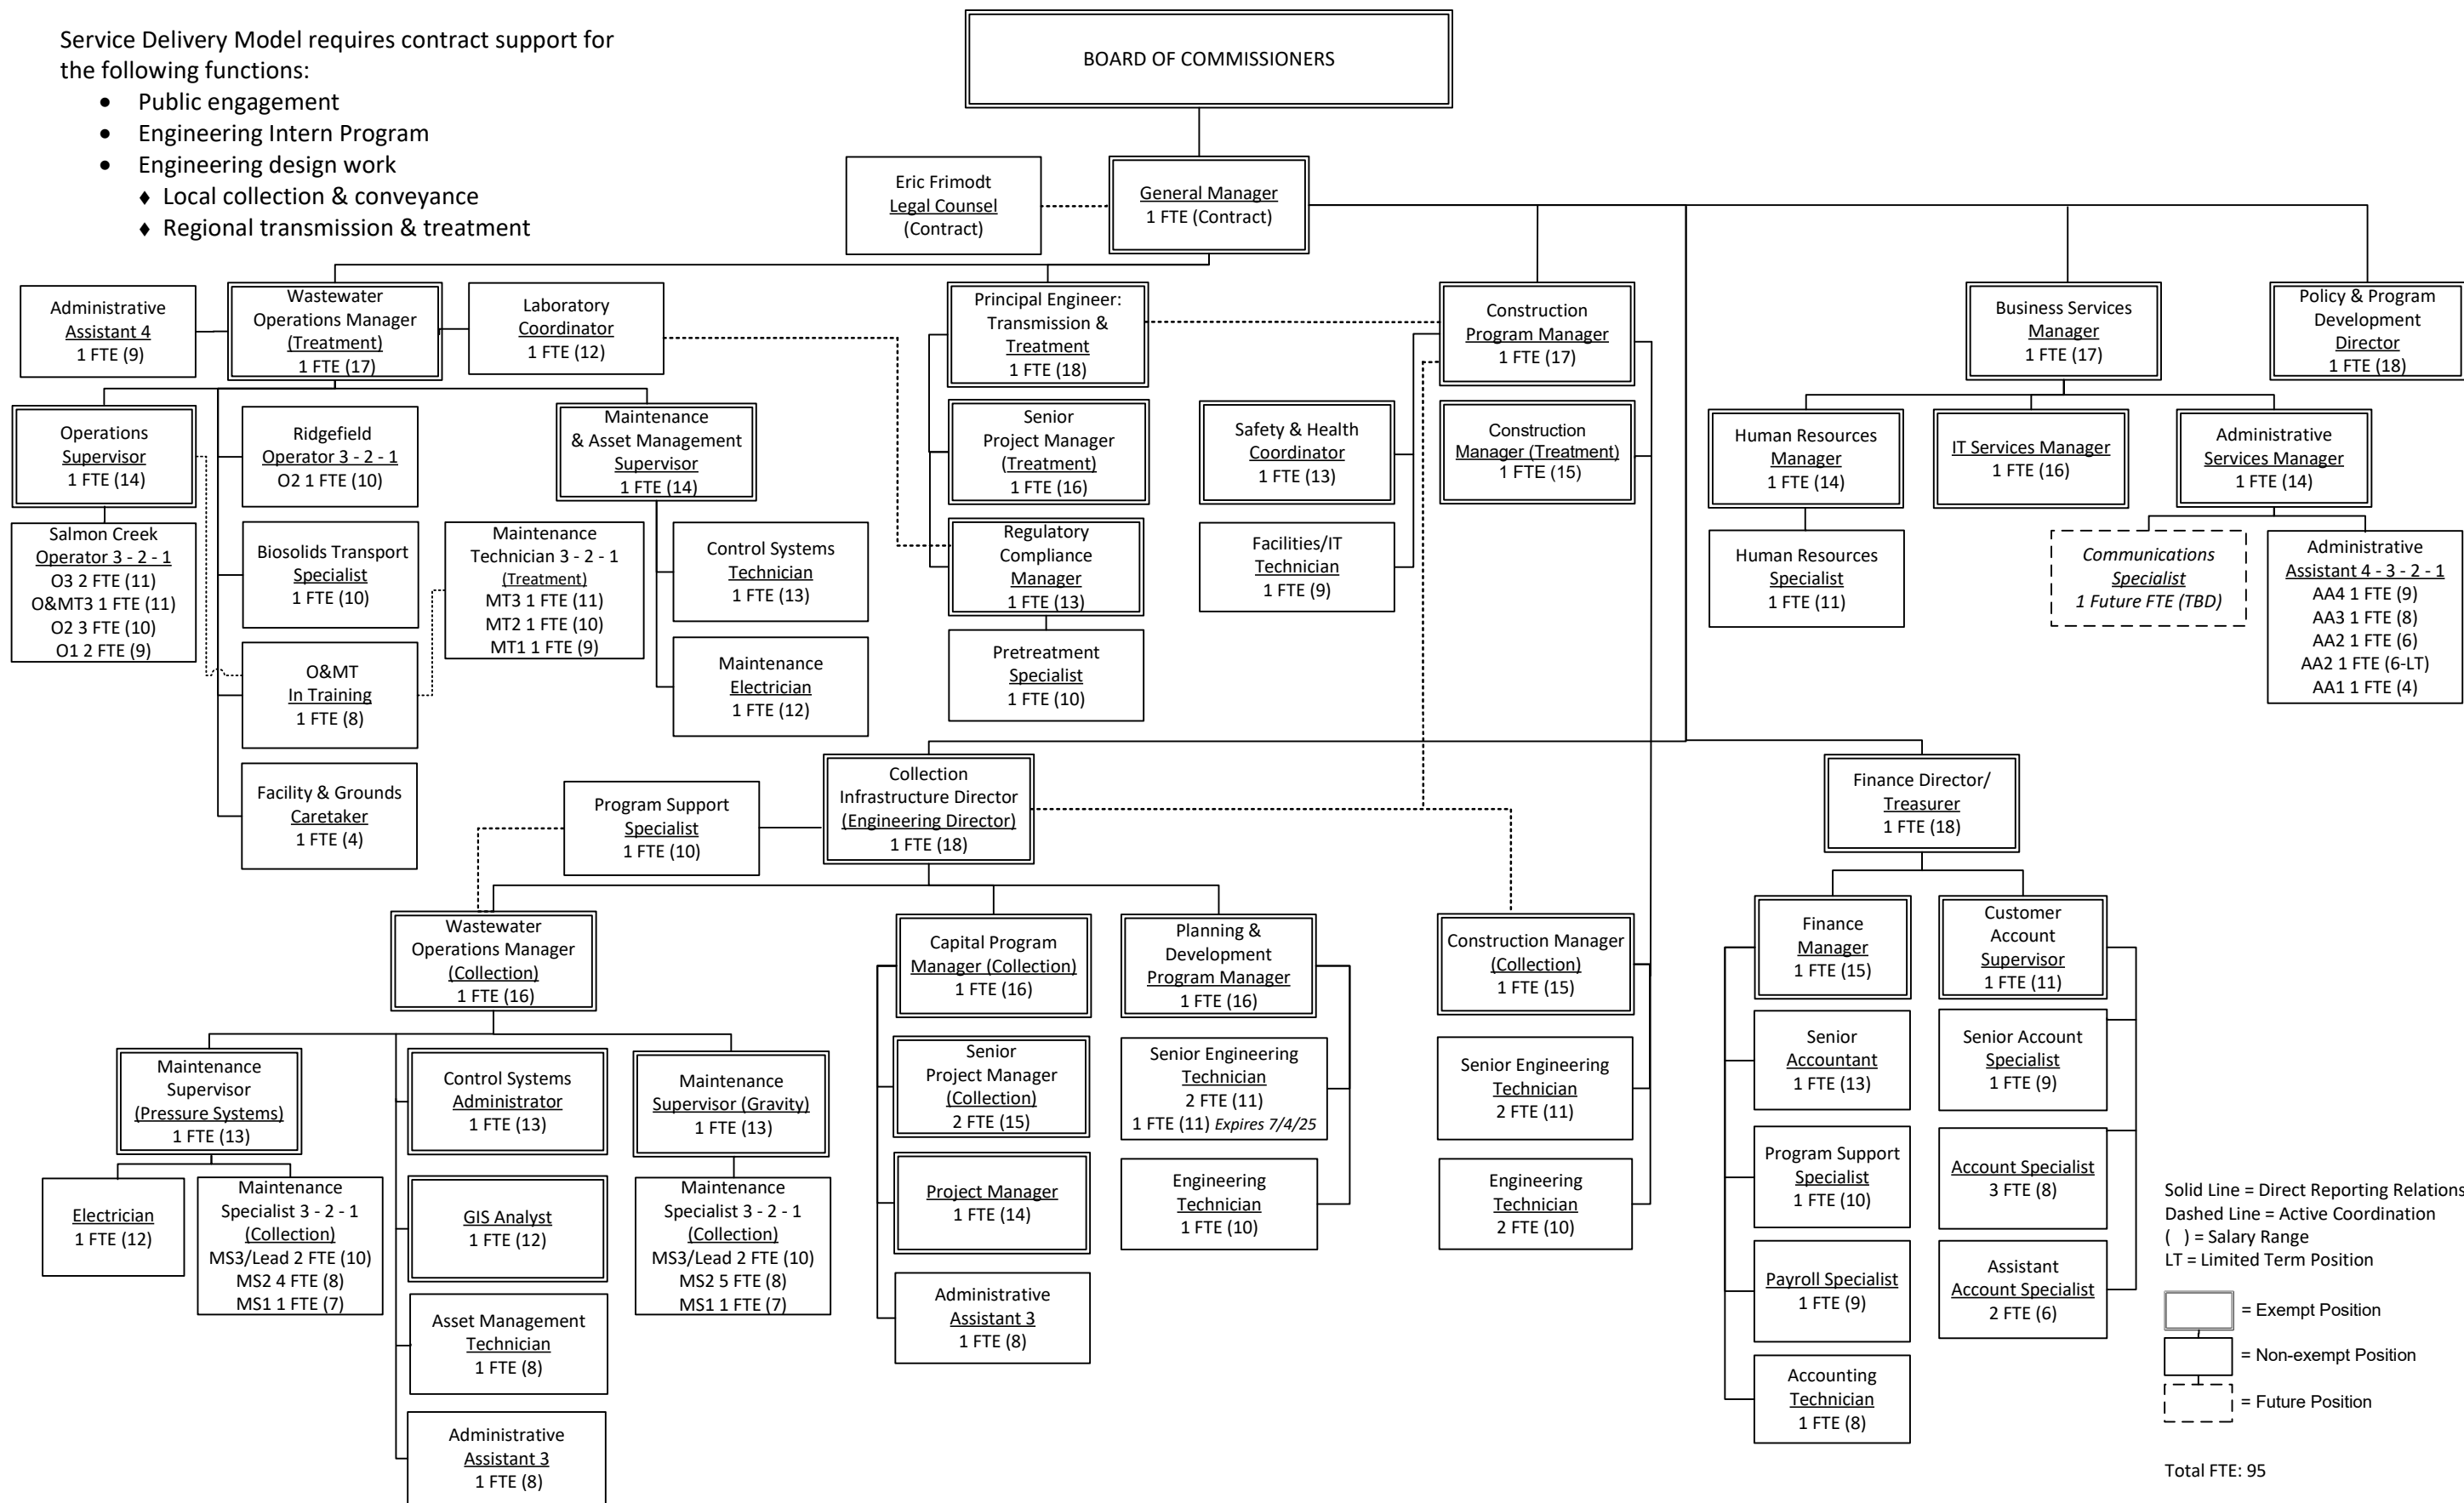 Service Delivery Model requires contract support for
the following functions:
• Public engagement
• Engineering Intern Program
• Engineering design work
♦ Local collection & conveyance
♦ Regional transmission & treatment
BOARD OF COMMISSIONERS
Eric Frimodt
Legal Counsel
(Contract)
General Manager
1 FTE (Contract)
Administrative
Assistant 4
1 FTE (9)
Wastewater
Operations Manager
(Treatment)
1 FTE (17)
Laboratory
Coordinator
1 FTE (12)
Principal Engineer:
Transmission &
Treatment
1 FTE (18)
Construction
Program Manager
1 FTE (17)
Business Services
Manager
1 FTE (17)
Policy & Program
Development
Director
1 FTE (18)
Operations
Supervisor
1 FTE (14)
Ridgefield
Operator 3 - 2 - 1
O2 1 FTE (10)
Maintenance
& Asset Management
Supervisor
1 FTE (14)
Senior
Project Manager
(Treatment)
1 FTE (16)
Safety & Health
Coordinator
1 FTE (13)
Construction
Manager (Treatment)
1 FTE (15)
Human Resources
Manager
1 FTE (14)
IT Services Manager
1 FTE (16)
Administrative
Services Manager
1 FTE (14)
Salmon Creek
Operator 3 - 2 - 1
O3 2 FTE (11)
O&MT3 1 FTE (11)
O2 3 FTE (10)
O1 2 FTE (9)
Biosolids Transport
Specialist
1 FTE (10)
Maintenance
Technician 3 - 2 - 1
(Treatment)
MT3 1 FTE (11)
MT2 1 FTE (10)
MT1 1 FTE (9)
Control Systems
Technician
1 FTE (13)
Regulatory
Compliance
Manager
1 FTE (13)
Facilities/IT
Technician
1 FTE (9)
Human Resources
Specialist
1 FTE (11)
Communications
Specialist
1 Future FTE (TBD)
Administrative
Assistant 4 - 3 - 2 - 1
AA4 1 FTE (9)
AA3 1 FTE (8)
AA2 1 FTE (6)
AA2 1 FTE (6-LT)
AA1 1 FTE (4)
O&MT
In Training
1 FTE (8)
Maintenance
Electrician
1 FTE (12)
Pretreatment
Specialist
1 FTE (10)
Facility & Grounds
Caretaker
1 FTE (4)
Program Support
Specialist
1 FTE (10)
Collection
Infrastructure Director
(Engineering Director)
1 FTE (18)
Finance Director/
Treasurer
1 FTE (18)
Wastewater
Operations Manager
(Collection)
1 FTE (16)
Capital Program
Manager (Collection)
1 FTE (16)
Planning &
Development
Program Manager
1 FTE (16)
Construction Manager
(Collection)
1 FTE (15)
Finance
Manager
1 FTE (15)
Customer
Account
Supervisor
1 FTE (11)
Maintenance
Supervisor
(Pressure Systems)
1 FTE (13)
Control Systems
Administrator
1 FTE (13)
Maintenance
Supervisor (Gravity)
1 FTE (13)
Senior
Project Manager
(Collection)
2 FTE (15)
Senior Engineering
Technician
2 FTE (11)
1 FTE (11) Expires 7/4/25
Senior Engineering
Technician
2 FTE (11)
Senior
Accountant
1 FTE (13)
Senior Account
Specialist
1 FTE (9)
Electrician
1 FTE (12)
Maintenance
Specialist 3 - 2 - 1
(Collection)
MS3/Lead 2 FTE (10)
MS2 4 FTE (8)
MS1 1 FTE (7)
GIS Analyst
1 FTE (12)
Maintenance
Specialist 3 - 2 - 1
(Collection)
MS3/Lead 2 FTE (10)
MS2 5 FTE (8)
MS1 1 FTE (7)
Project Manager
1 FTE (14)
Engineering
Technician
1 FTE (10)
Engineering
Technician
2 FTE (10)
Program Support
Specialist
1 FTE (10)
Account Specialist
3 FTE (8)
Asset Management
Technician
1 FTE (8)
Administrative
Assistant 3
1 FTE (8)
Payroll Specialist
1 FTE (9)
Assistant
Account Specialist
2 FTE (6)
Administrative
Assistant 3
1 FTE (8)
Accounting
Technician
1 FTE (8)
Solid Line = Direct Reporting Relations
Dashed Line = Active Coordination
( ) = Salary Range
LT = Limited Term Position
= Exempt Position
= Non-exempt Position
= Future Position
Total FTE: 95